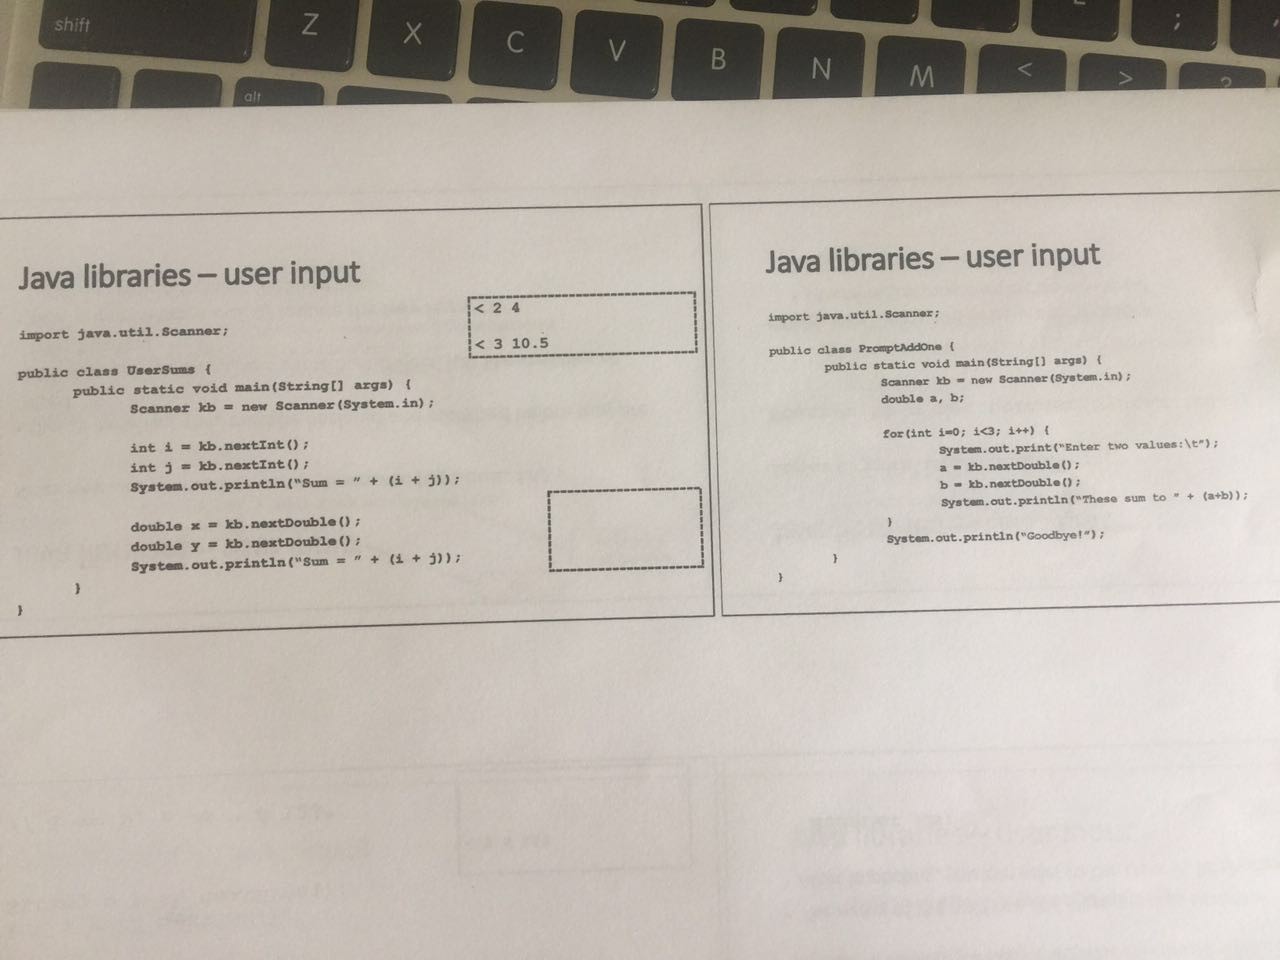 shift
Z
X
C
V
B
N
M
<
>
?
;
alt
Java libraries – user input
< 2 4
< 3 10.5
import java.util.Scanner;
public class UserSums {
public static void main(String[] args) {
Scanner kb = new Scanner(System.in);
int i = kb.nextInt();
int j = kb.nextInt();
System.out.println("Sum = " + (i + j));
double x = kb.nextDouble();
double y = kb.nextDouble();
System.out.println("Sum = " + (i + j));
}
}
Java libraries – user input
import java.util.Scanner;
public class PromptAddOne {
public static void main(String[] args) {
Scanner kb = new Scanner(System.in);
double a, b;
for(int i=0; i<3; i++) {
System.out.print("Enter two values:\t");
a = kb.nextDouble();
b = kb.nextDouble();
System.out.println("These sum to " + (a+b));
}
System.out.println("Goodbye!");
}
}